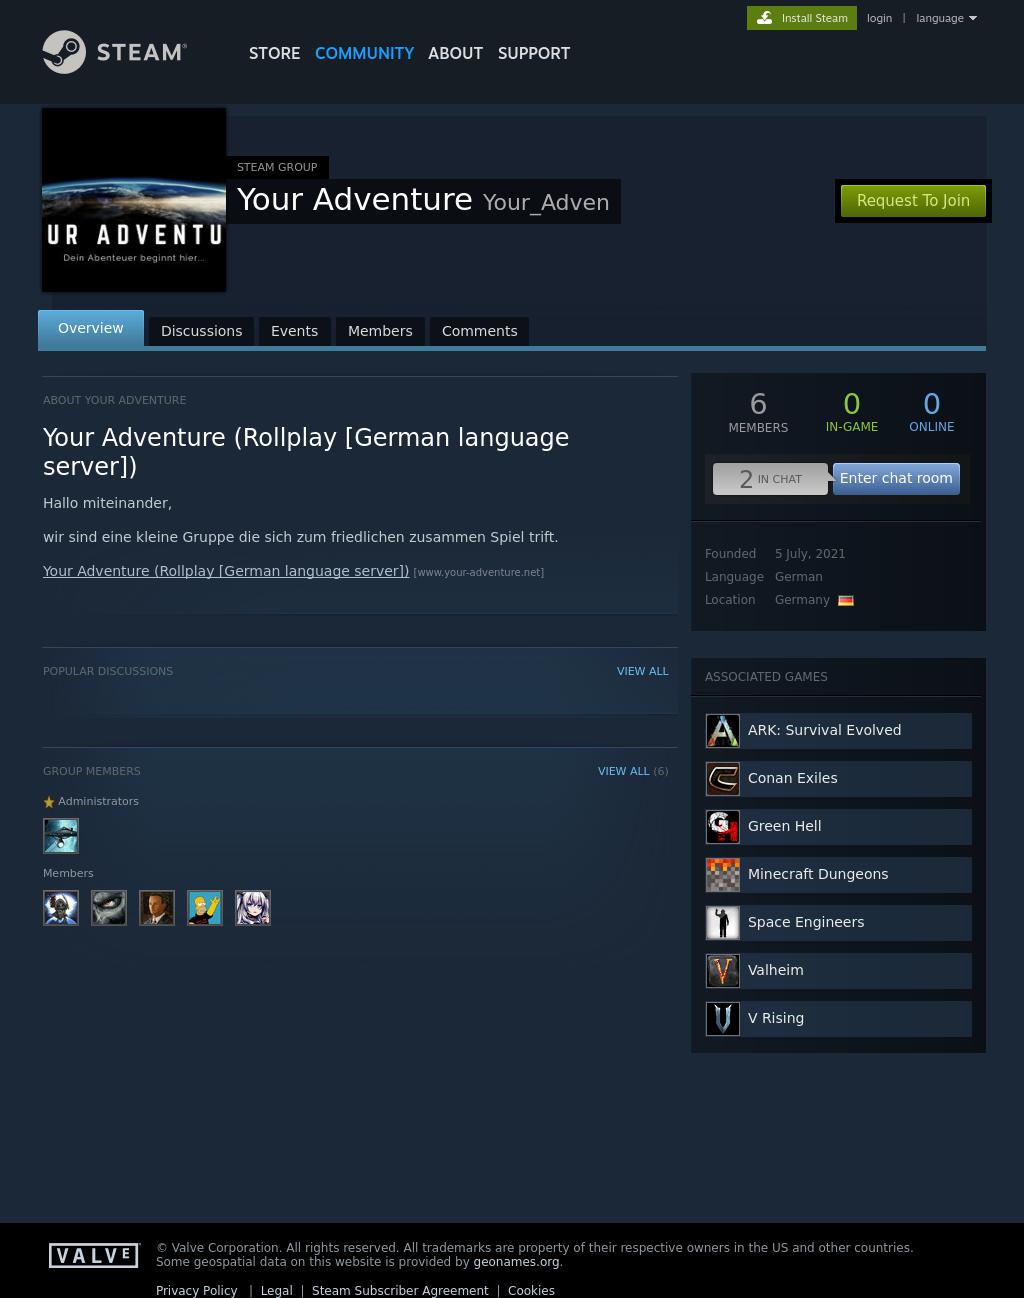 Install Steam
login | language
STEAM®
STORE COMMUNITY ABOUT SUPPORT
UR ADVENTU
Dein Abenteuer beginnt hier...
STEAM GROUP
Your Adventure Your_Adven
Request To Join
Overview Discussions Events Members Comments
ABOUT YOUR ADVENTURE
Your Adventure (Rollplay [German language
server])
Hallo miteinander,
wir sind eine kleine Gruppe die sich zum friedlichen zusammen Spiel trift.
Your Adventure (Rollplay [German language server]) [www.your-adventure.net]
POPULAR DISCUSSIONS VIEW ALL
GROUP MEMBERS VIEW ALL (6)
Administrators
Members
6 0 0
MEMBERS IN-GAME ONLINE
2 IN CHAT Enter chat room
Founded 5 July, 2021
Language German
Location Germany
ASSOCIATED GAMES
ARK: Survival Evolved
Conan Exiles
Green Hell
Minecraft Dungeons
Space Engineers
Valheim
V Rising
VALVE
© Valve Corporation. All rights reserved. All trademarks are property of their respective owners in the US and other countries.
Some geospatial data on this website is provided by geonames.org.
Privacy Policy | Legal | Steam Subscriber Agreement | Cookies